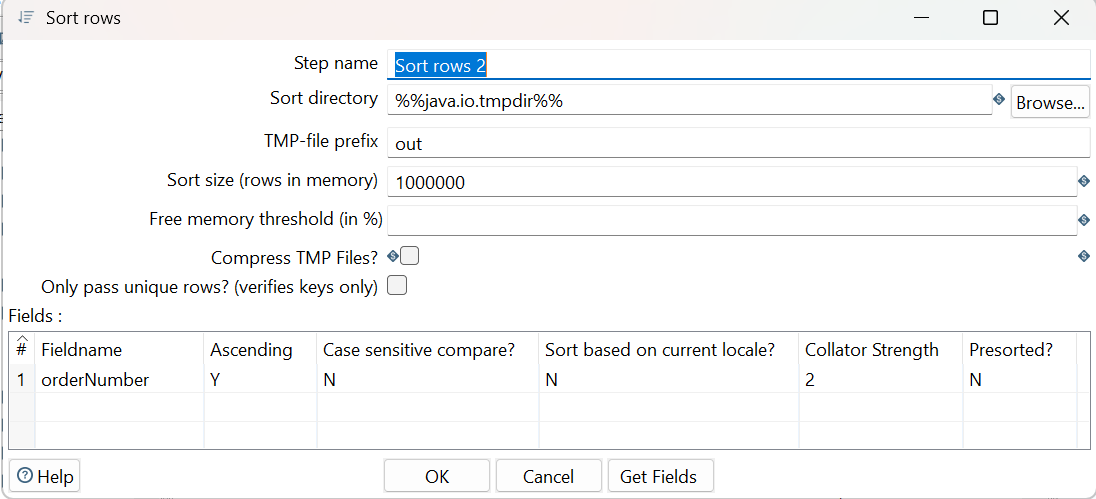 Sort rows
Step name Sort rows 2
Sort directory %%java.io.tmpdir%% Browse...
TMP-file prefix out
Sort size (rows in memory) 1000000
Free memory threshold (in %)
Compress TMP Files?
Only pass unique rows? (verifies keys only)
Fields :
# Fieldname Ascending Case sensitive compare? Sort based on current locale? Collator Strength Presorted?
1 orderNumber Y N N 2 N
Help OK Cancel Get Fields